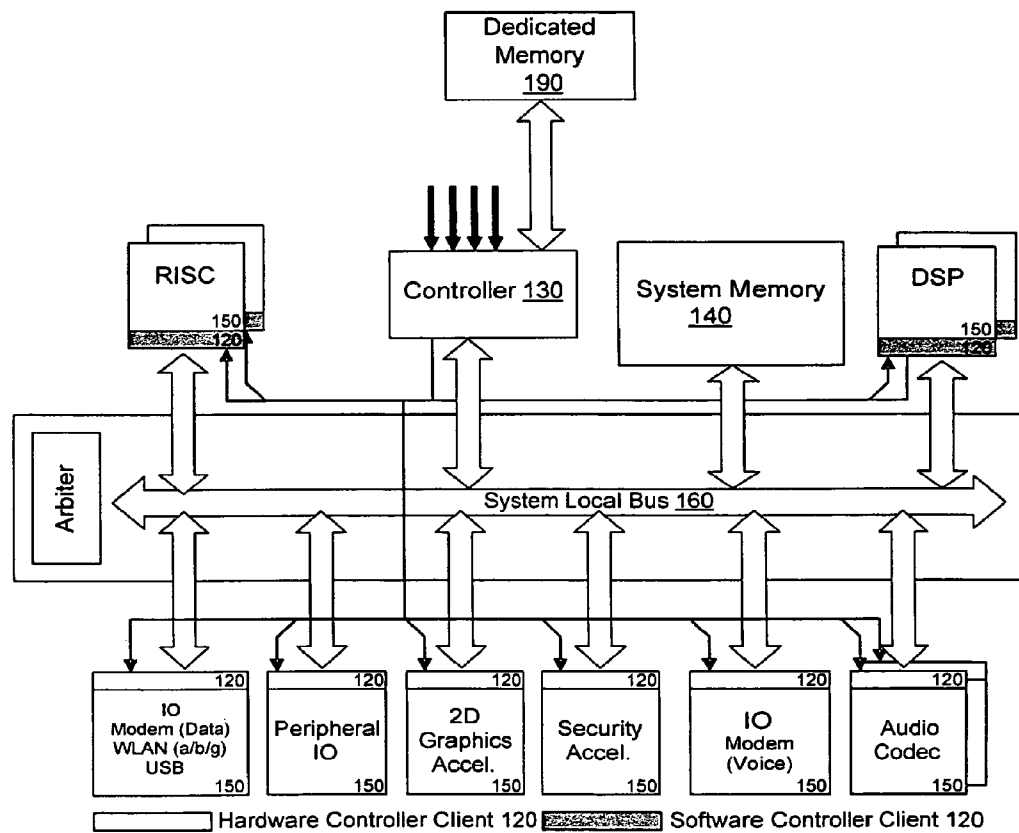 Dedicated
Memory
190
RISC
150
120
Controller 130
System Memory
140
DSP
150
120
Arbiter
System Local Bus 160
120
IO
Modem (Data)
WLAN (a/b/g)
USB
150
120
Peripheral
IO
150
120
2D
Graphics
Accel.
150
120
Security
Accel.
150
120
IO
Modem
(Voice)
150
120
Audio
Codec
150
Hardware Controller Client 120
Software Controller Client 120